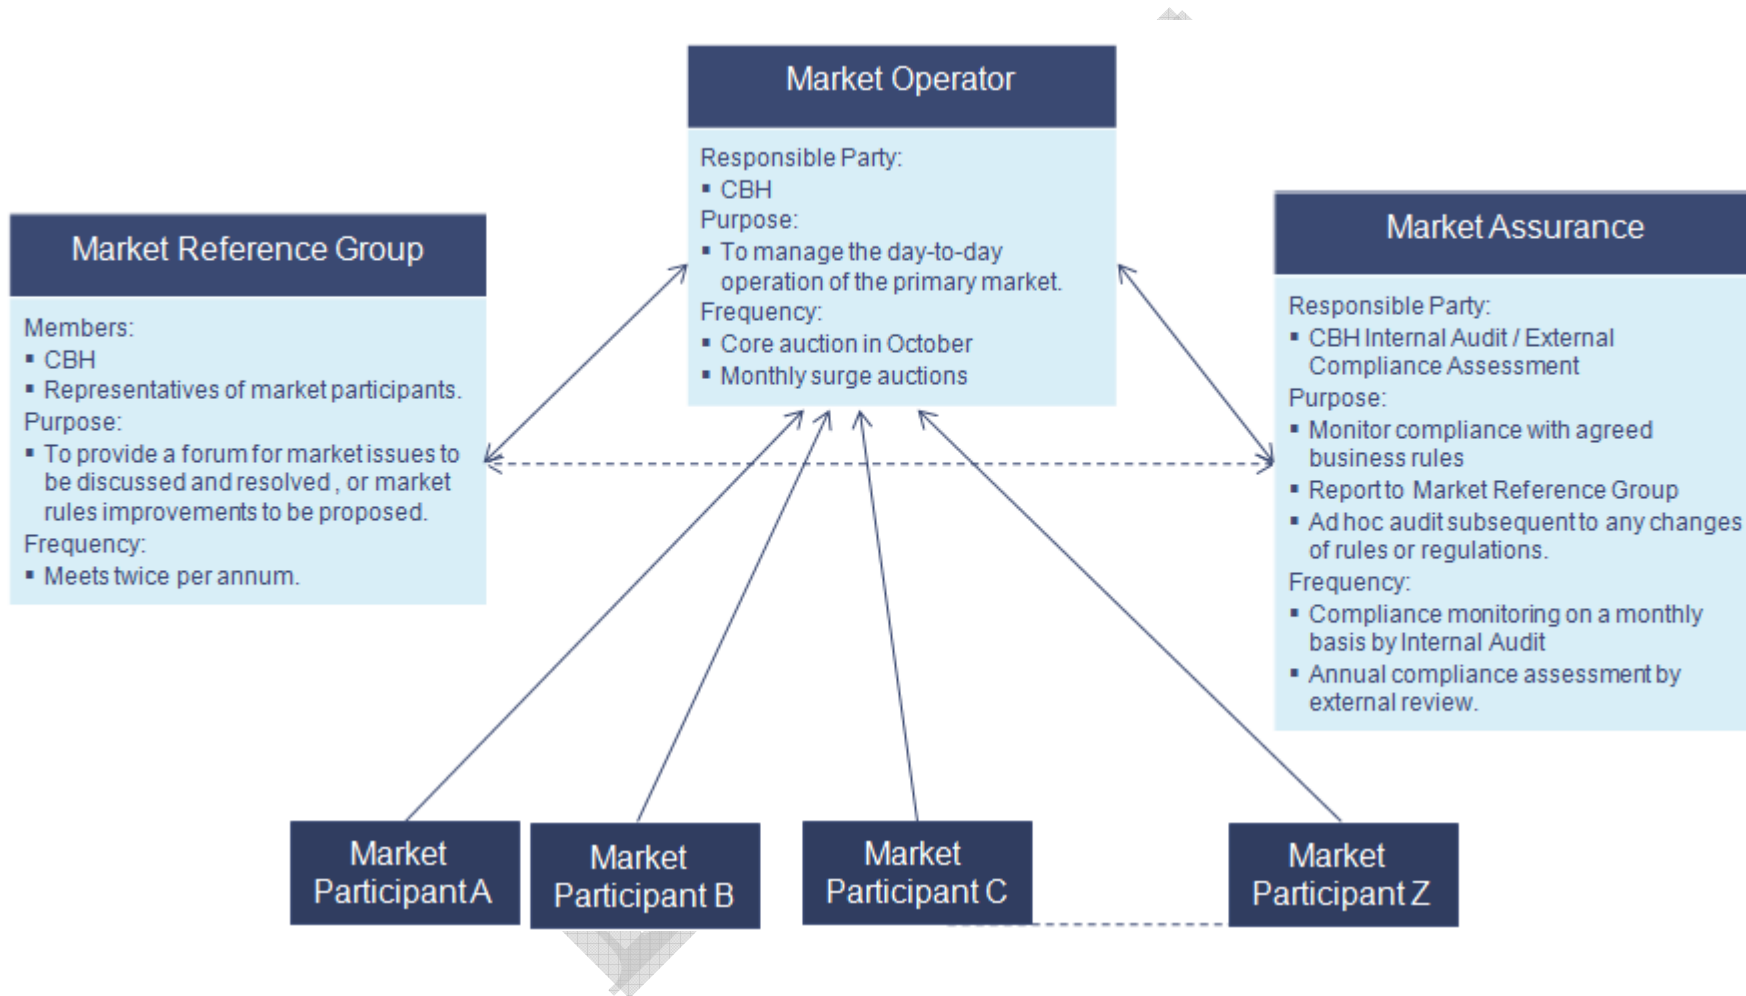 Market Operator
Responsible Party:
▪ CBH
Purpose:
▪ To manage the day-to-day
operation of the primary market.
Frequency:
▪ Core auction in October
▪ Monthly surge auctions
Market Reference Group
Members:
▪ CBH
▪ Representatives of market participants.
Purpose:
▪ To provide a forum for market issues to
be discussed and resolved , or market
rules improvements to be proposed.
Frequency:
▪ Meets twice per annum.
Market Assurance
Responsible Party:
▪ CBH Internal Audit / External
Compliance Assessment
Purpose:
▪ Monitor compliance with agreed
business rules
▪ Report to Market Reference Group
▪ Ad hoc audit subsequent to any changes
of rules or regulations.
Frequency:
▪ Compliance monitoring on a monthly
basis by Internal Audit
▪ Annual compliance assessment by
external review.
Market
Participant A
Market
Participant B
Market
Participant C
Market
Participant Z